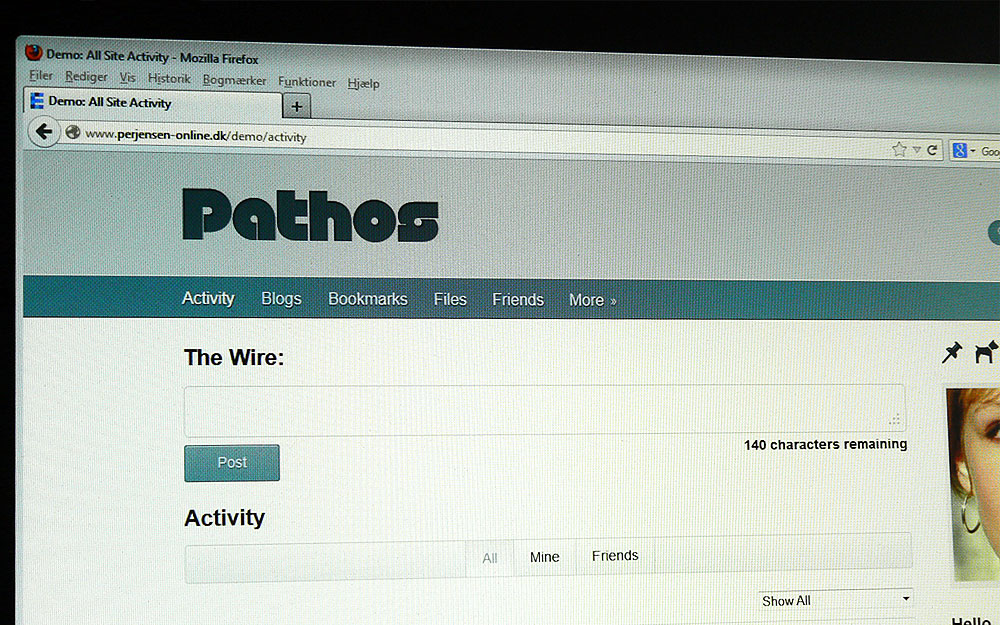 Demo: All Site Activity - Mozilla Firefox
Filer Rediger Vis Historik Bogmærker Funktioner Hjælp
Demo: All Site Activity +
www.perjensen-online.dk/demo/activity
Pathos
Activity Blogs Bookmarks Files Friends More »
The Wire:
140 characters remaining
Post
Activity
All Mine Friends
Show All
Hello